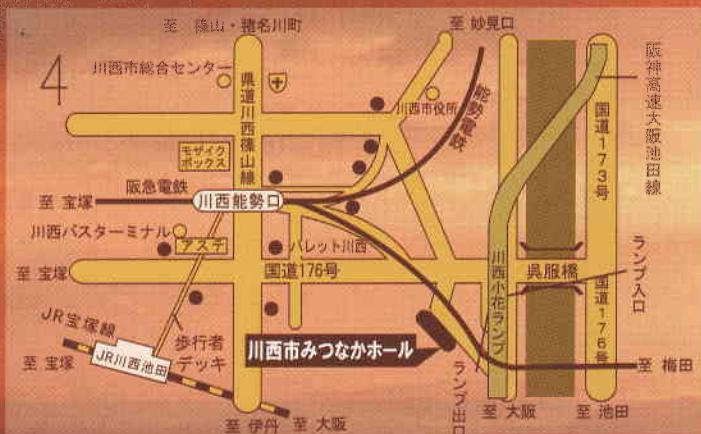 至 篠山・猪名川町
至 妙見口
4
川西市総合センター
県道川西篠山線
川西市役所
能勢電鉄
阪神高速大阪池田線
国道173号
モザイク
ボックス
阪急電鉄
至 宝塚
川西能勢口
川西バスターミナル
アステ
パレット川西
至 宝塚
国道176号
川西小花ランプ
呉服橋
ランプ入口
国道176号
JR宝塚線
歩行者
デッキ
川西市みつなかホール
至 宝塚
JR川西池田
ランプ出口
至 梅田
至 伊丹
至 大阪
至 大阪
至 池田